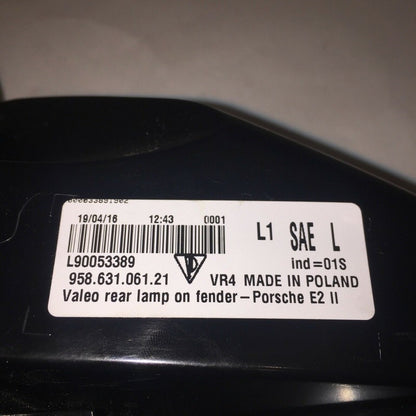 19/04/16 12:43 0001
L1 SAE L
ind=01S
L90053389
958.631.061.21 VR4 MADE IN POLAND
Valeo rear lamp on fender-Porsche E2 II